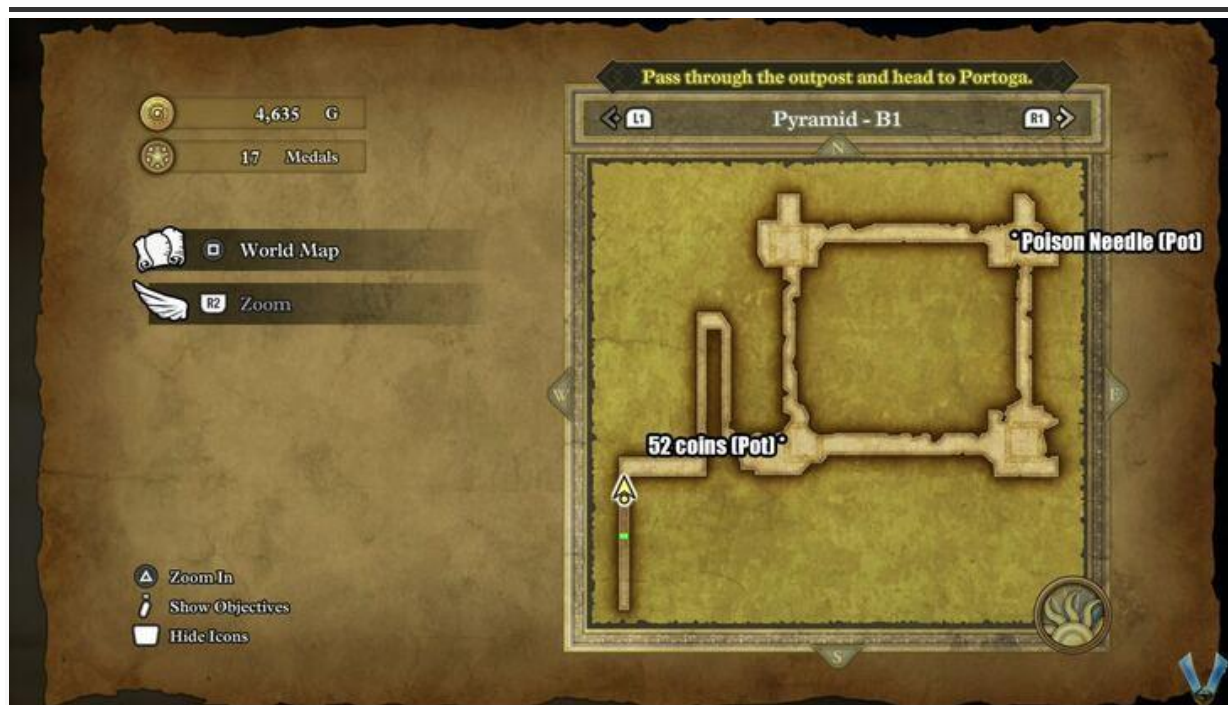 4,635 G
17 Medals
World Map
R2 Zoom
Zoom In
Show Objectives
Hide Icons
Pass through the outpost and head to Portoga.
L1 Pyramid - B1 R1
N
Poison Needle (Pot)
W E
52 coins (Pot)
S